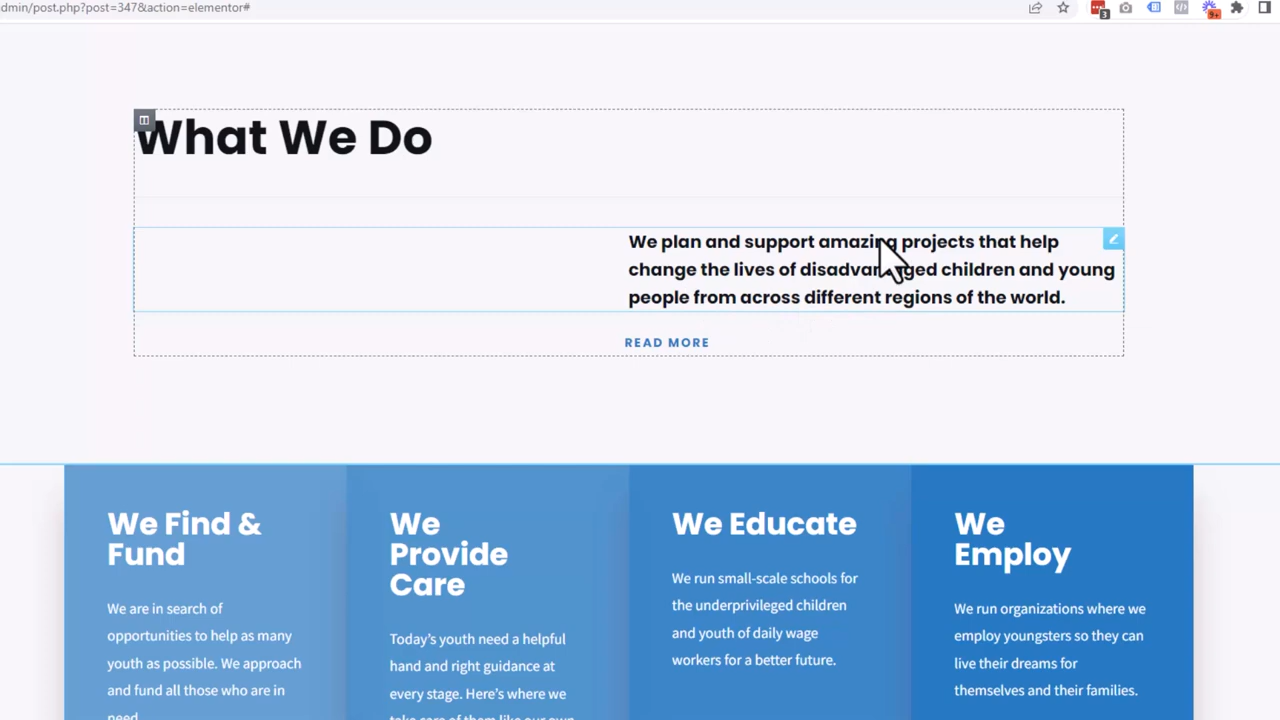 dmin/post.php?post=347&action=elementor#
3
9+
What We Do
We plan and support amazing projects that help
change the lives of disadvantaged children and young
people from across different regions of the world.
READ MORE
We Find &
Fund
We are in search of
opportunities to help as many
youth as possible. We approach
and fund all those who are in
need.
We
Provide
Care
Today’s youth need a helpful
hand and right guidance at
every stage. Here’s where we
take care of them like our own
We Educate
We run small-scale schools for
the underprivileged children
and youth of daily wage
workers for a better future.
We
Employ
We run organizations where we
employ youngsters so they can
live their dreams for
themselves and their families.